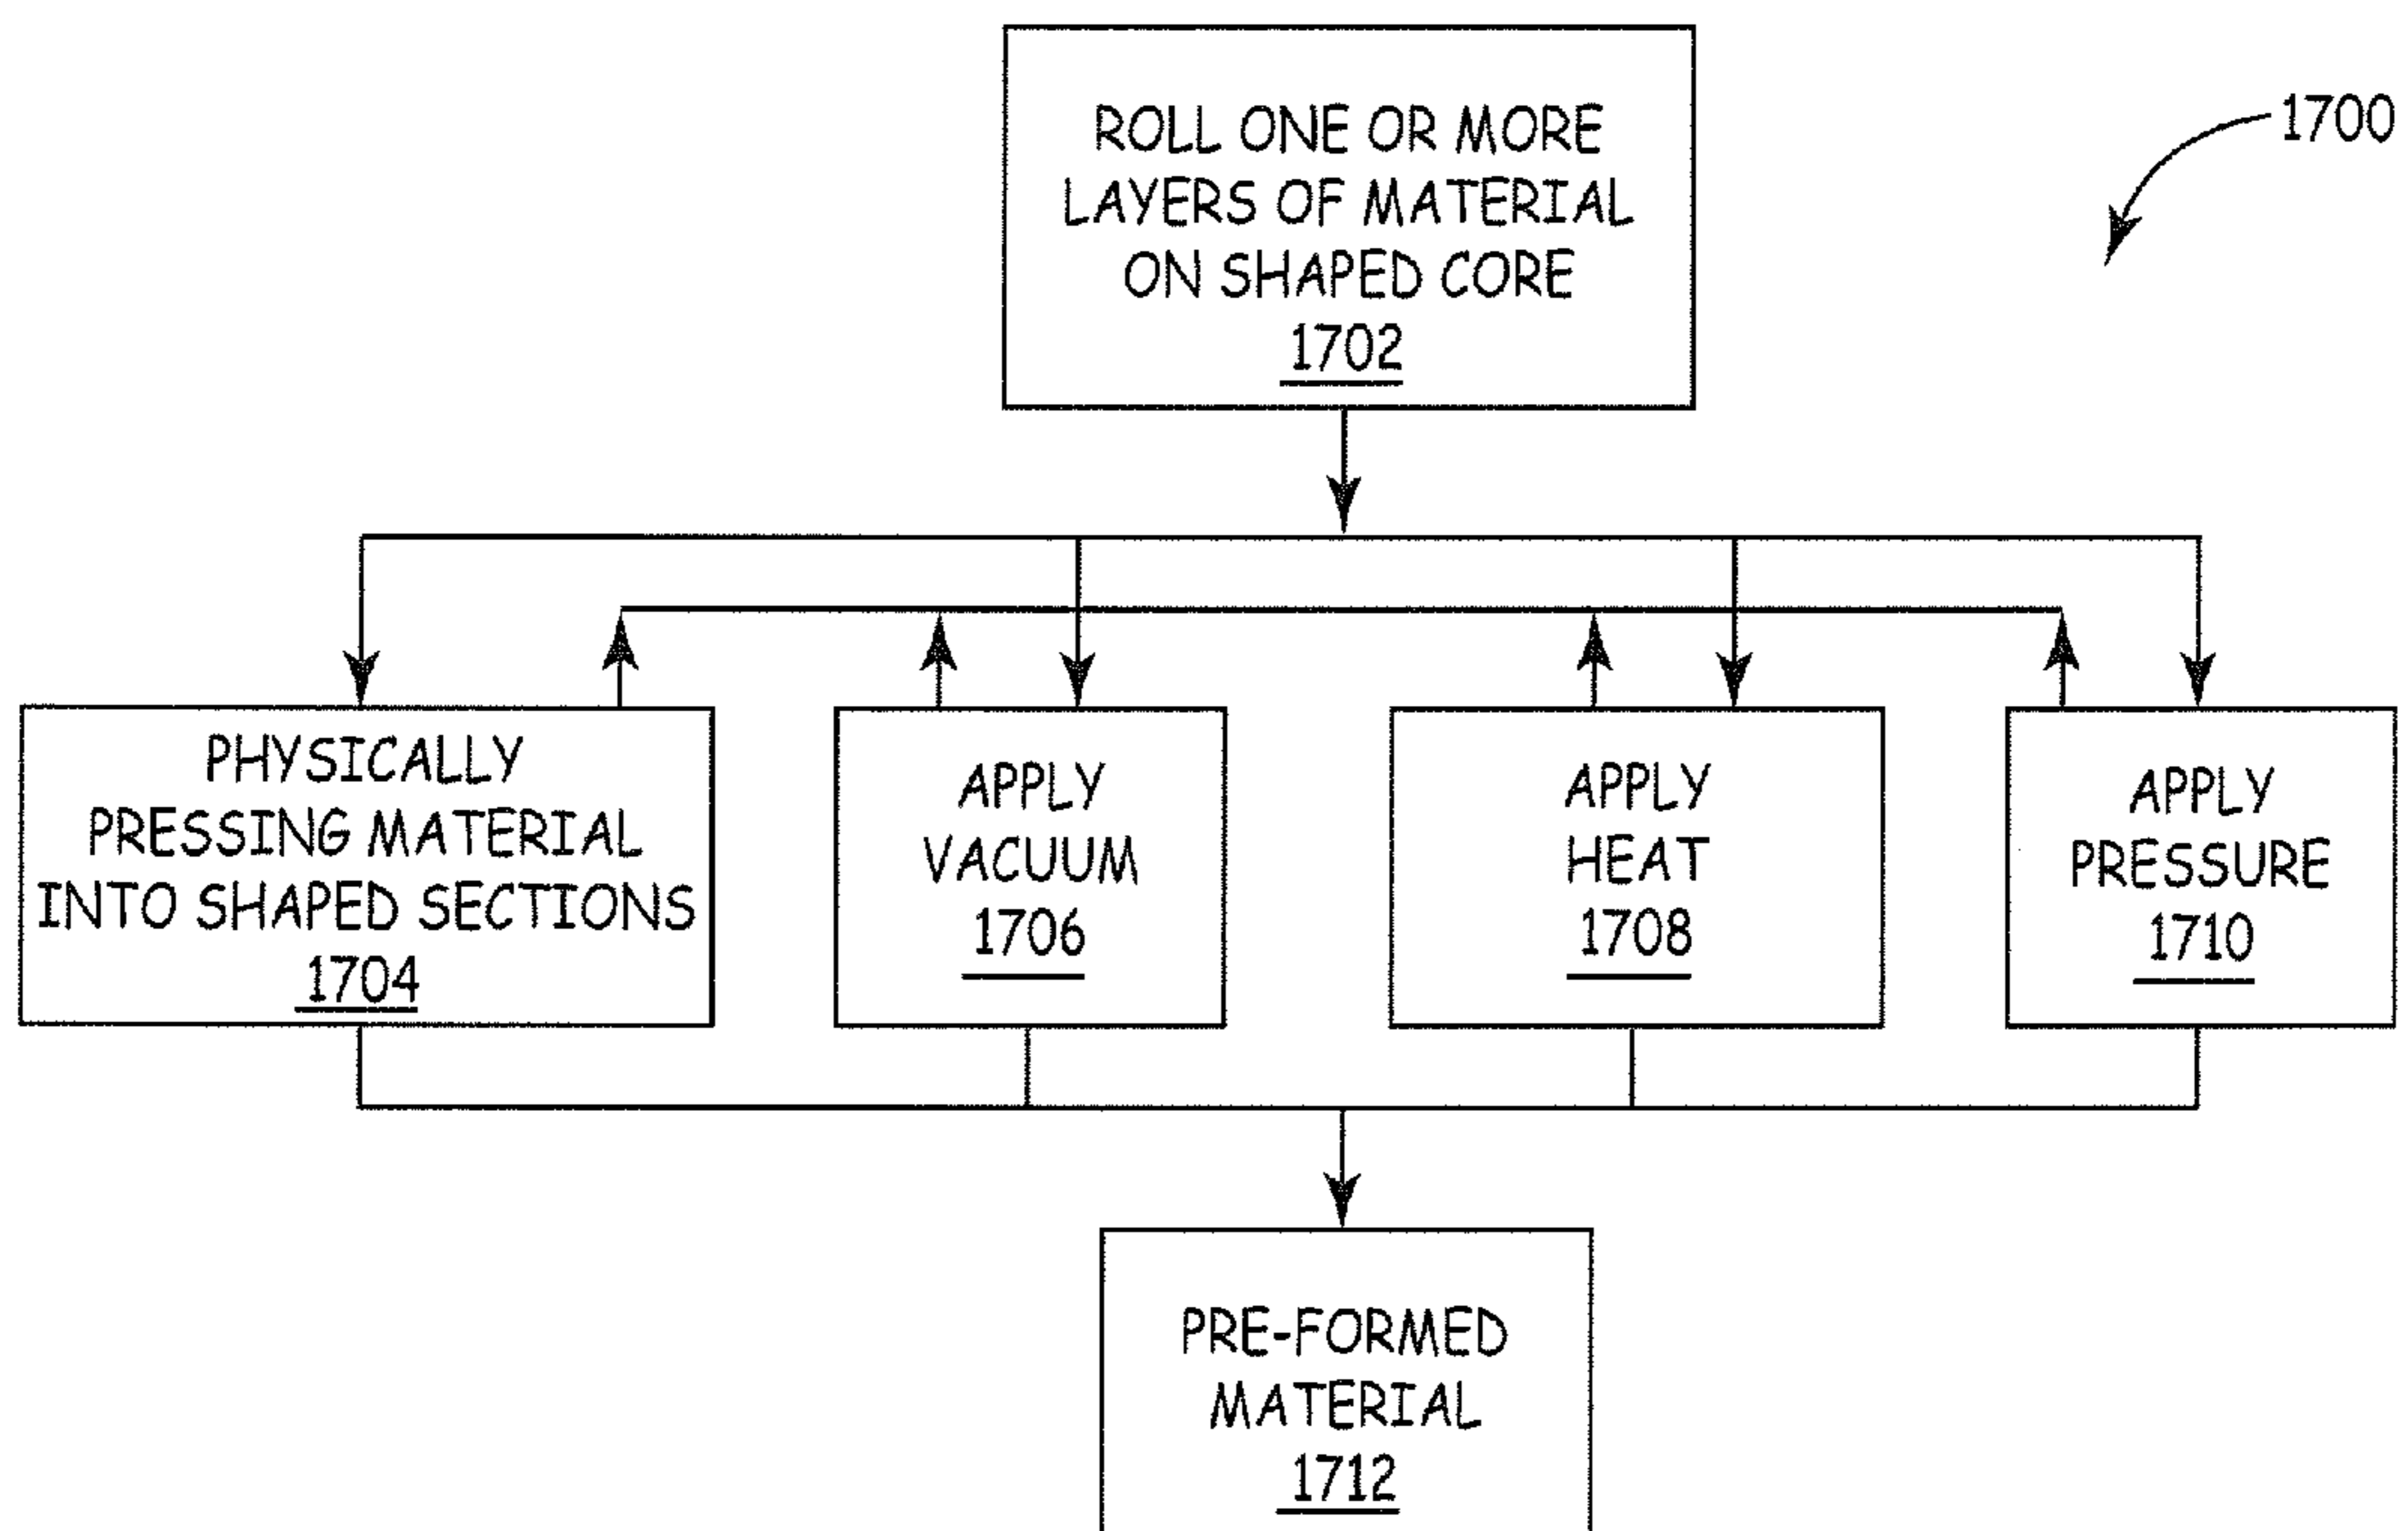 ROLL ONE OR MORE
LAYERS OF MATERIAL
ON SHAPED CORE
1702
1700
PHYSICALLY
PRESSING MATERIAL
INTO SHAPED SECTIONS
1704
APPLY
VACUUM
1706
APPLY
HEAT
1708
APPLY
PRESSURE
1710
PRE-FORMED
MATERIAL
1712